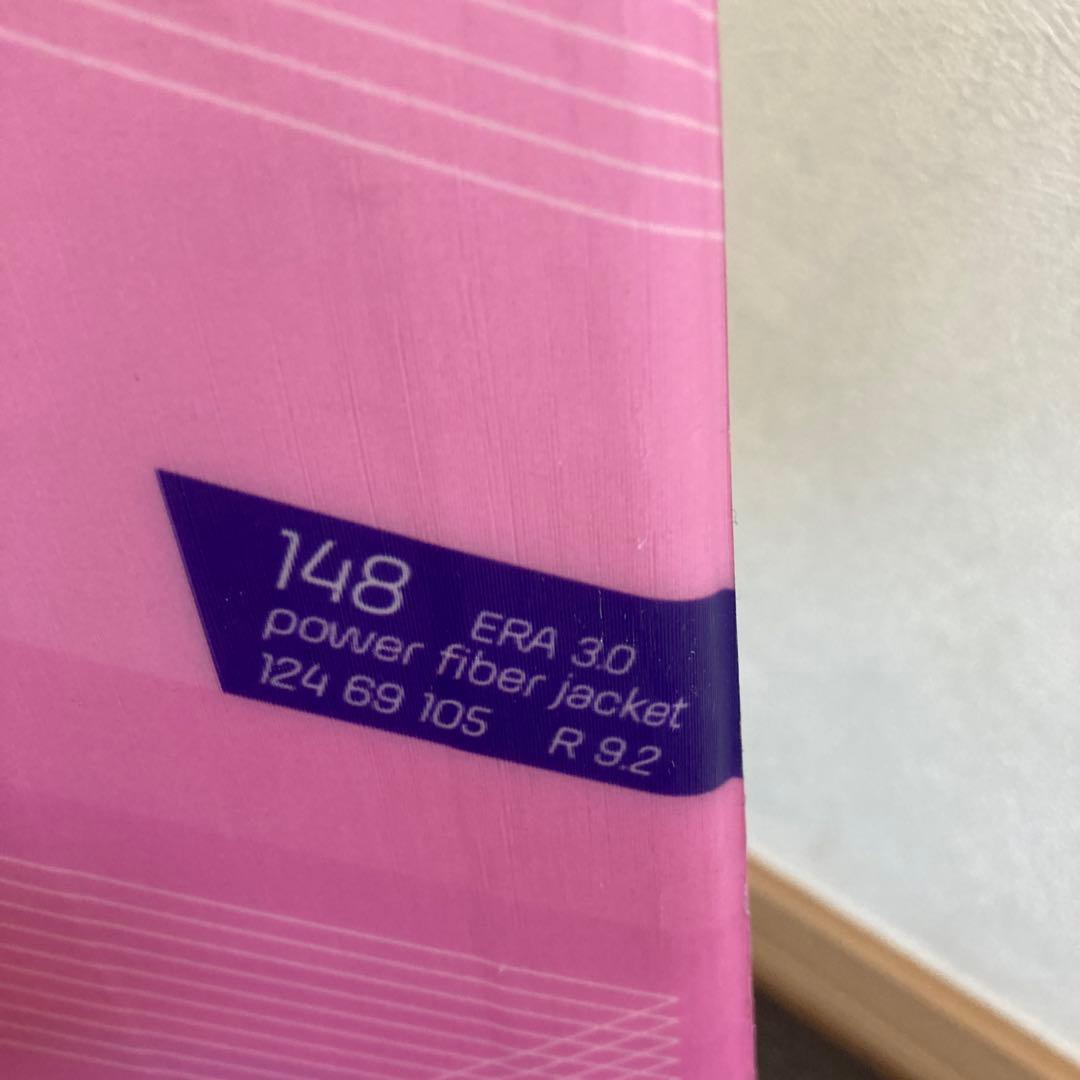 148 ERA 3.0
power fiber jacket
124 69 105 R 9.2